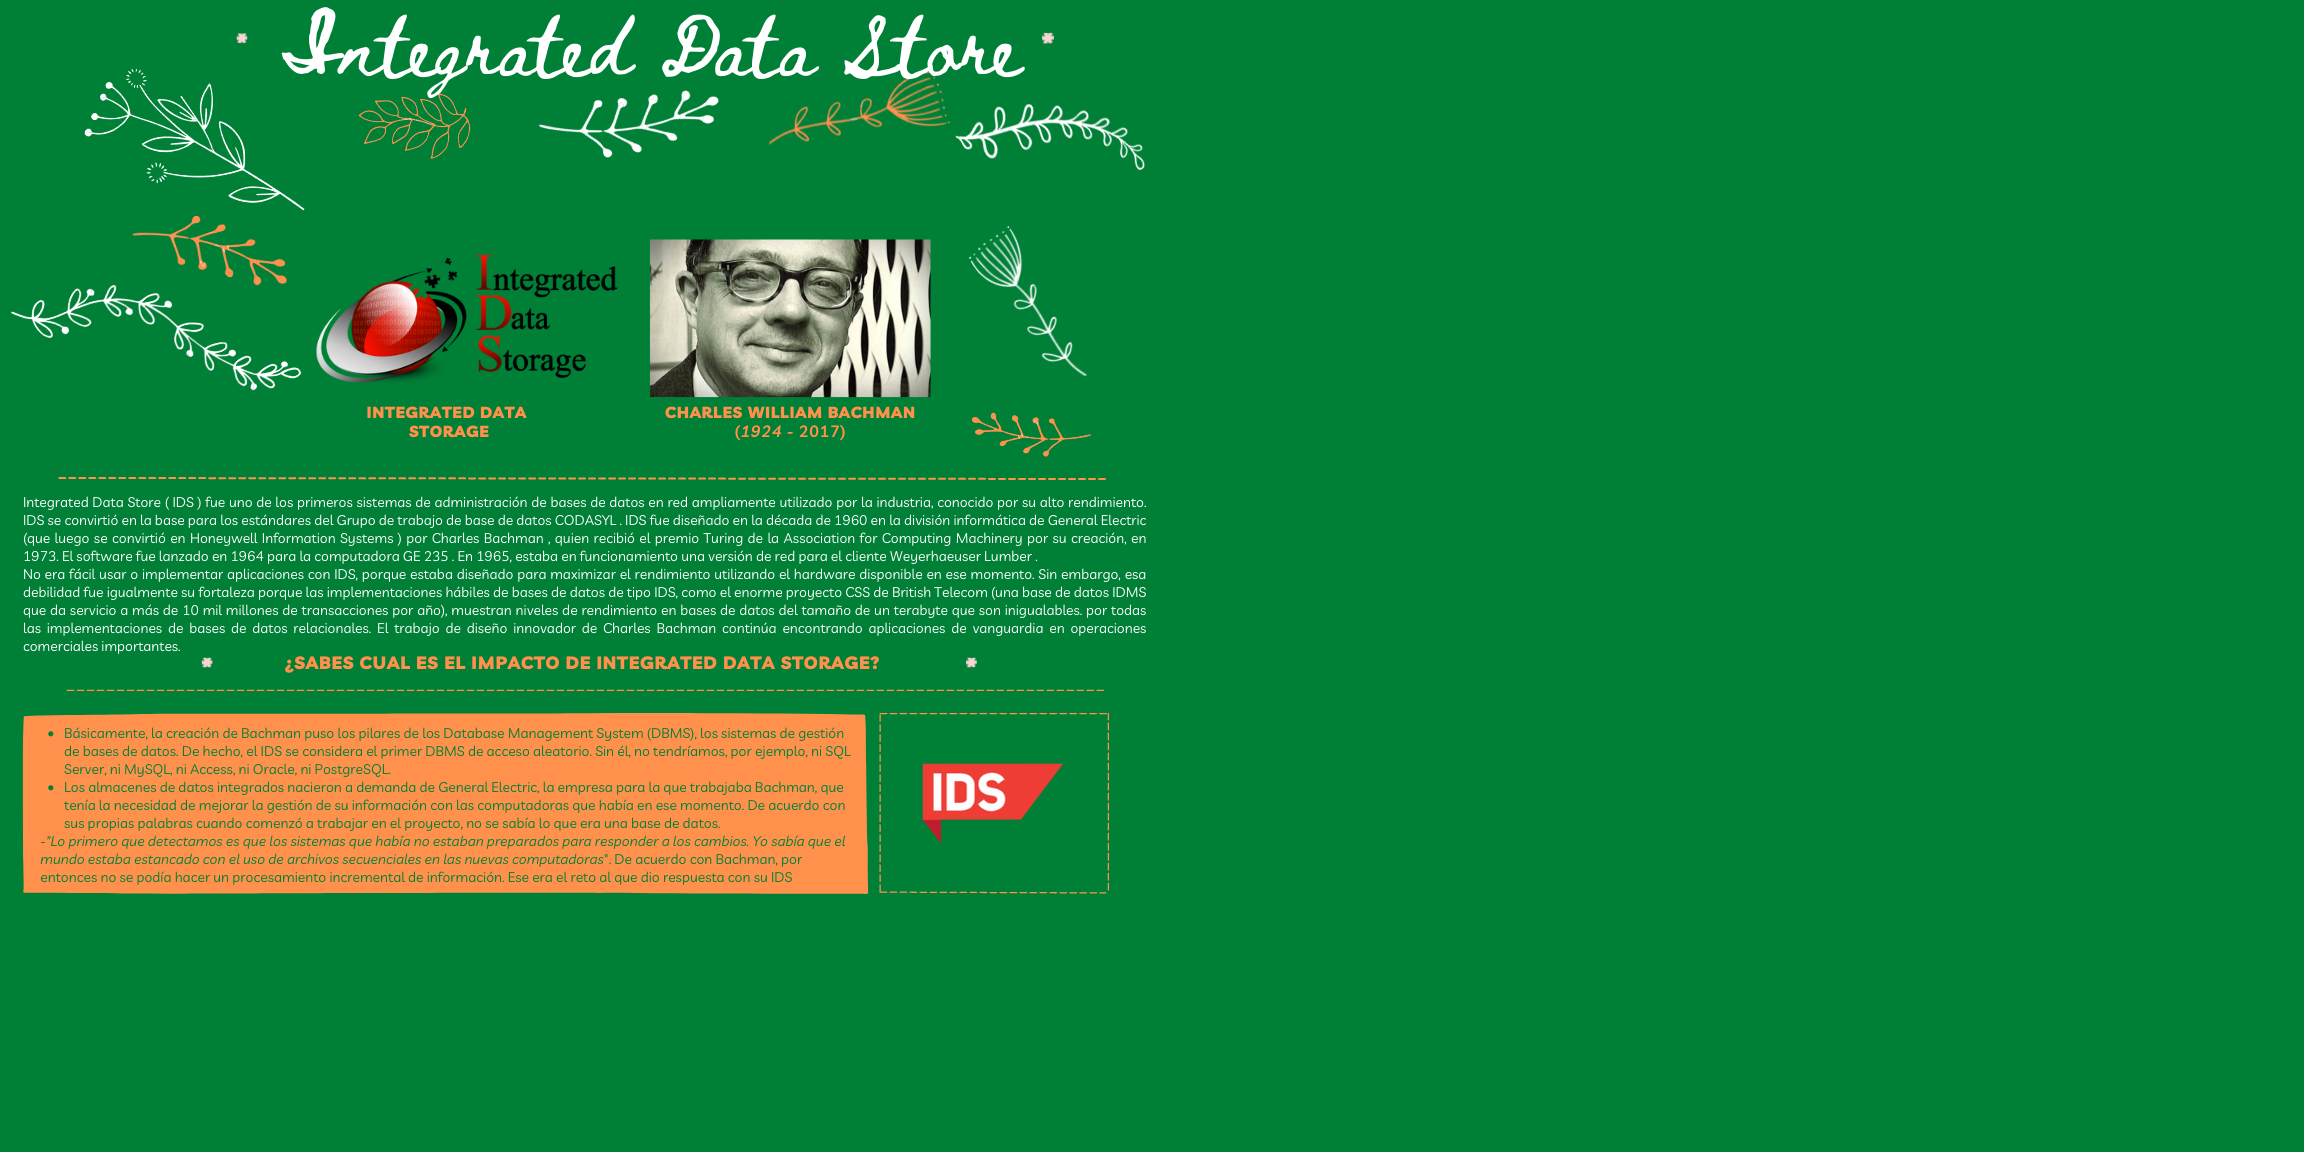 Integrated Data Store
Integrated
Data
Storage
INTEGRATED DATA
STORAGE
CHARLES WILLIAM BACHMAN
(1924 - 2017)
Integrated Data Store ( IDS ) fue uno de los primeros sistemas de administración de bases de datos en red ampliamente utilizado por la industria, conocido por su alto rendimiento.
IDS se convirtió en la base para los estándares del Grupo de trabajo de base de datos CODASYL . IDS fue diseñado en la década de 1960 en la división informática de General Electric
(que luego se convirtió en Honeywell Information Systems ) por Charles Bachman , quien recibió el premio Turing de la Association for Computing Machinery por su creación, en
1973. El software fue lanzado en 1964 para la computadora GE 235 . En 1965, estaba en funcionamiento una versión de red para el cliente Weyerhaeuser Lumber .
No era fácil usar o implementar aplicaciones con IDS, porque estaba diseñado para maximizar el rendimiento utilizando el hardware disponible en ese momento. Sin embargo, esa
debilidad fue igualmente su fortaleza porque las implementaciones hábiles de bases de datos de tipo IDS, como el enorme proyecto CSS de British Telecom (una base de datos IDMS
que da servicio a más de 10 mil millones de transacciones por año), muestran niveles de rendimiento en bases de datos del tamaño de un terabyte que son inigualables. por todas
las implementaciones de bases de datos relacionales. El trabajo de diseño innovador de Charles Bachman continúa encontrando aplicaciones de vanguardia en operaciones
comerciales importantes.
¿SABES CUAL ES EL IMPACTO DE INTEGRATED DATA STORAGE?
• Básicamente, la creación de Bachman puso los pilares de los Database Management System (DBMS), los sistemas de gestión
de bases de datos. De hecho, el IDS se considera el primer DBMS de acceso aleatorio. Sin él, no tendríamos, por ejemplo, ni SQL
Server, ni MySQL, ni Access, ni Oracle, ni PostgreSQL.
• Los almacenes de datos integrados nacieron a demanda de General Electric, la empresa para la que trabajaba Bachman, que
tenía la necesidad de mejorar la gestión de su información con las computadoras que había en ese momento. De acuerdo con
sus propias palabras cuando comenzó a trabajar en el proyecto, no se sabía lo que era una base de datos.
-"Lo primero que detectamos es que los sistemas que había no estaban preparados para responder a los cambios. Yo sabía que el
mundo estaba estancado con el uso de archivos secuenciales en las nuevas computadoras". De acuerdo con Bachman, por
entonces no se podía hacer un procesamiento incremental de información. Ese era el reto al que dio respuesta con su IDS
IDS